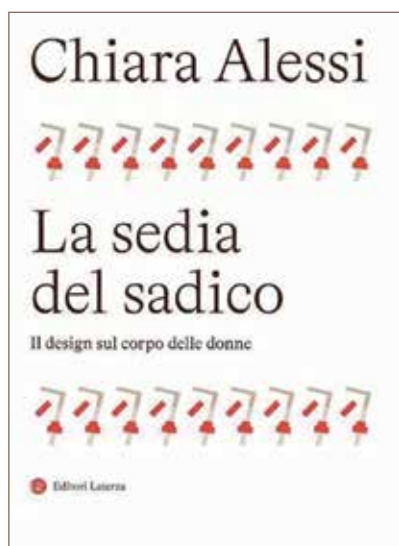 Chiara Alessi
La sedia
del sadico
Il design sul corpo delle donne
Editori Laterza